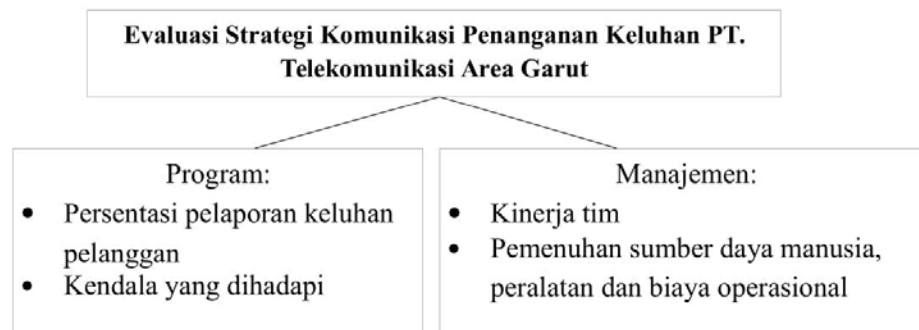 Evaluasi Strategi Komunikasi Penanganan Keluhan PT.
Telekomunikasi Area Garut
Program:
• Persentasi pelaporan keluhan
pelanggan
• Kendala yang dihadapi
Manajemen:
• Kinerja tim
• Pemenuhan sumber daya manusia,
peralatan dan biaya operasional